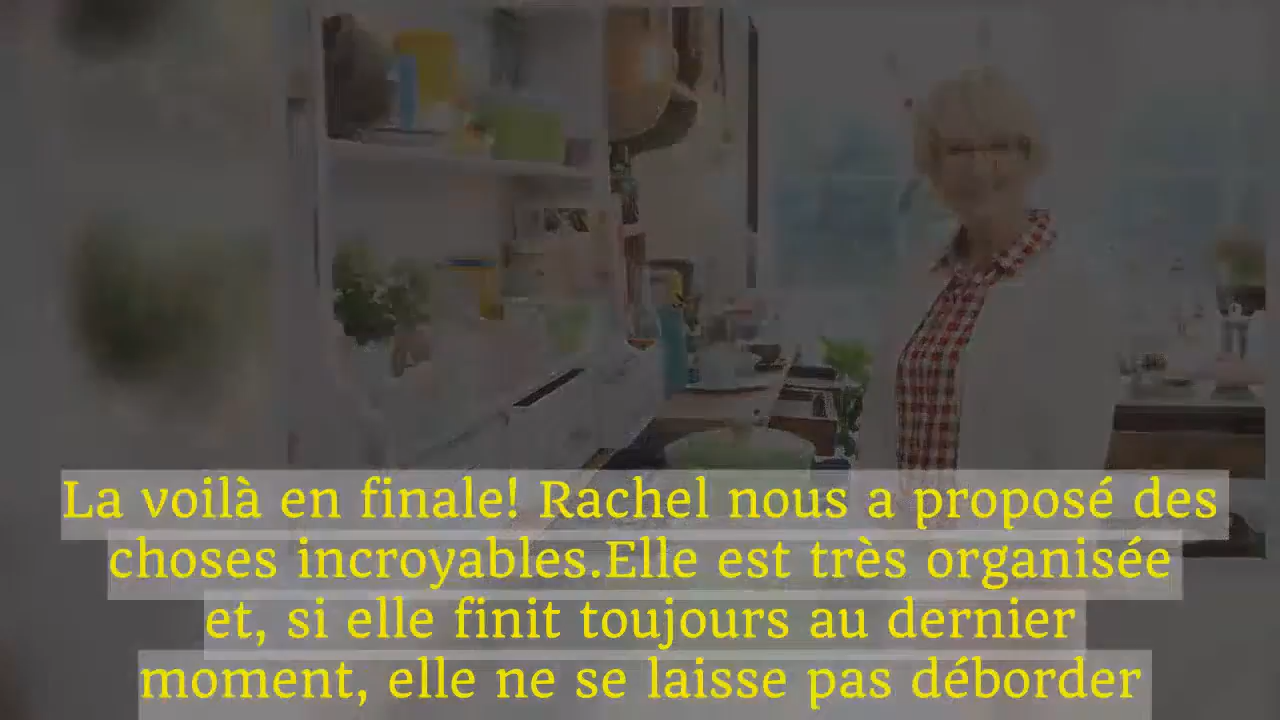 La voilà en finale! Rachel nous a proposé des
choses incroyables.Elle est très organisée
et, si elle finit toujours au dernier
moment, elle ne se laisse pas déborder